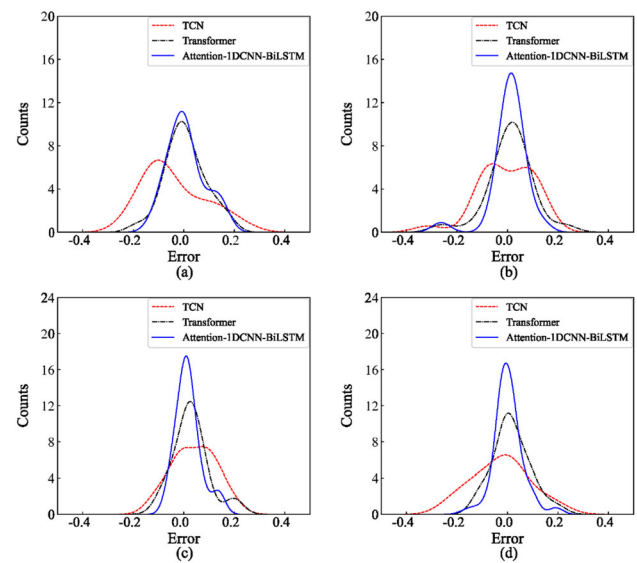 20
16
12
8
4
0
Counts
TCN
Transformer
Attention-1DCNN-BiLSTM
-0.4 -0.2 0.0 0.2 0.4
Error
(a)
20
16
12
8
4
0
Counts
TCN
Transformer
Attention-1DCNN-BiLSTM
-0.4 -0.2 0.0 0.2 0.4
Error
(b)
24
20
16
12
8
4
0
Counts
TCN
Transformer
Attention-1DCNN-BiLSTM
-0.4 -0.2 0.0 0.2 0.4
Error
(c)
24
20
16
12
8
4
0
Counts
TCN
Transformer
Attention-1DCNN-BiLSTM
-0.4 -0.2 0.0 0.2 0.4
Error
(d)